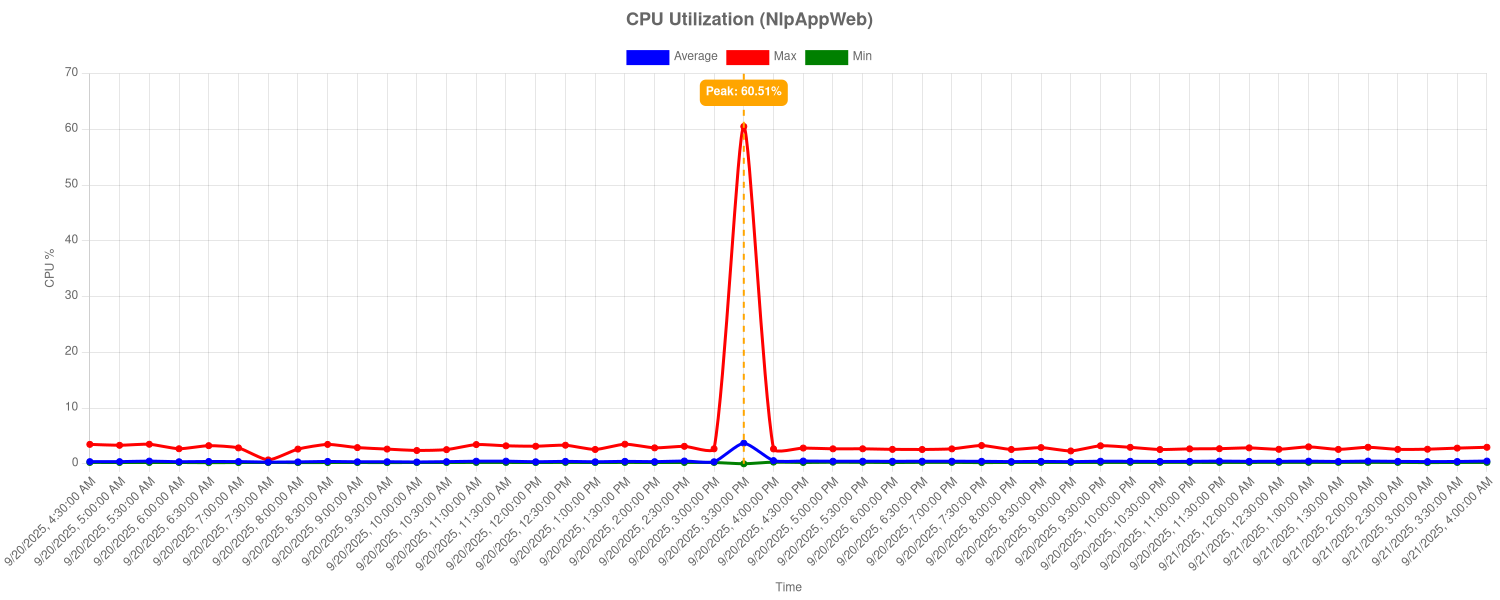 CPU Utilization (NlpAppWeb)
Average Max Min
Peak: 60.51%
70
60
50
40
30
20
10
0
CPU %
9/20/2025, 4:30:00 AM
9/20/2025, 5:00:00 AM
9/20/2025, 5:30:00 AM
9/20/2025, 6:00:00 AM
9/20/2025, 6:30:00 AM
9/20/2025, 7:00:00 AM
9/20/2025, 7:30:00 AM
9/20/2025, 8:00:00 AM
9/20/2025, 8:30:00 AM
9/20/2025, 9:00:00 AM
9/20/2025, 9:30:00 AM
9/20/2025, 10:00:00 AM
9/20/2025, 10:30:00 AM
9/20/2025, 11:00:00 AM
9/20/2025, 11:30:00 AM
9/20/2025, 12:00:00 PM
9/20/2025, 12:30:00 PM
9/20/2025, 1:00:00 PM
9/20/2025, 1:30:00 PM
9/20/2025, 2:00:00 PM
9/20/2025, 2:30:00 PM
9/20/2025, 3:00:00 PM
9/20/2025, 3:30:00 PM
9/20/2025, 4:00:00 PM
9/20/2025, 4:30:00 PM
9/20/2025, 5:00:00 PM
9/20/2025, 5:30:00 PM
9/20/2025, 6:00:00 PM
9/20/2025, 6:30:00 PM
9/20/2025, 7:00:00 PM
9/20/2025, 7:30:00 PM
9/20/2025, 8:00:00 PM
9/20/2025, 8:30:00 PM
9/20/2025, 9:00:00 PM
9/20/2025, 9:30:00 PM
9/20/2025, 10:00:00 PM
9/20/2025, 10:30:00 PM
9/20/2025, 11:00:00 PM
9/20/2025, 11:30:00 PM
9/21/2025, 12:00:00 AM
9/21/2025, 12:30:00 AM
9/21/2025, 1:00:00 AM
9/21/2025, 1:30:00 AM
9/21/2025, 2:00:00 AM
9/21/2025, 2:30:00 AM
9/21/2025, 3:00:00 AM
9/21/2025, 3:30:00 AM
9/21/2025, 4:00:00 AM
Time